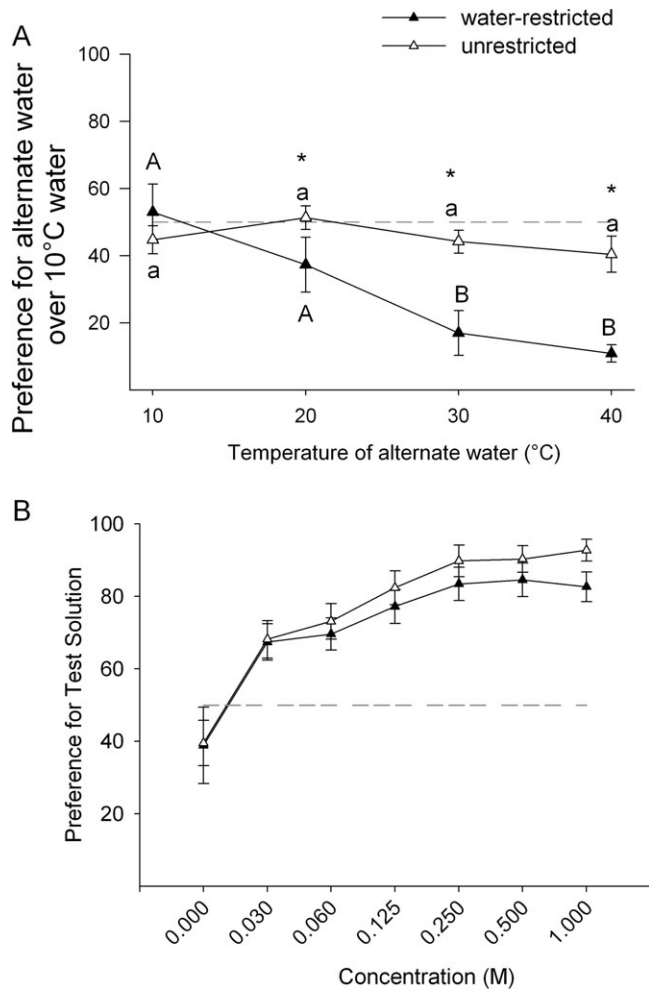 water-restricted
unrestricted
A
Preference for alternate water
over 10°C water
100
80
60
40
20
A
a
*
a
A
*
a
B
*
a
B
10 20 30 40
Temperature of alternate water (°C)
B
Preference for Test Solution
100
80
60
40
20
0.000 0.030 0.060 0.125 0.250 0.500 1.000
Concentration (M)